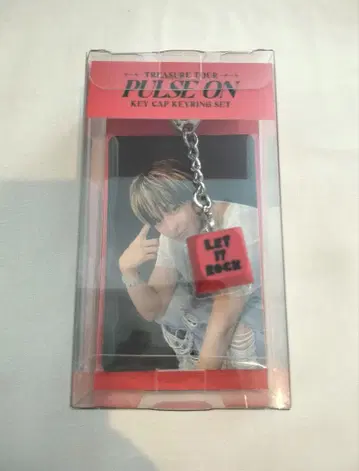 TREASURE TOUR
PULSE ON
KEY CAP KEYRING SET
LET
IT
ROCK